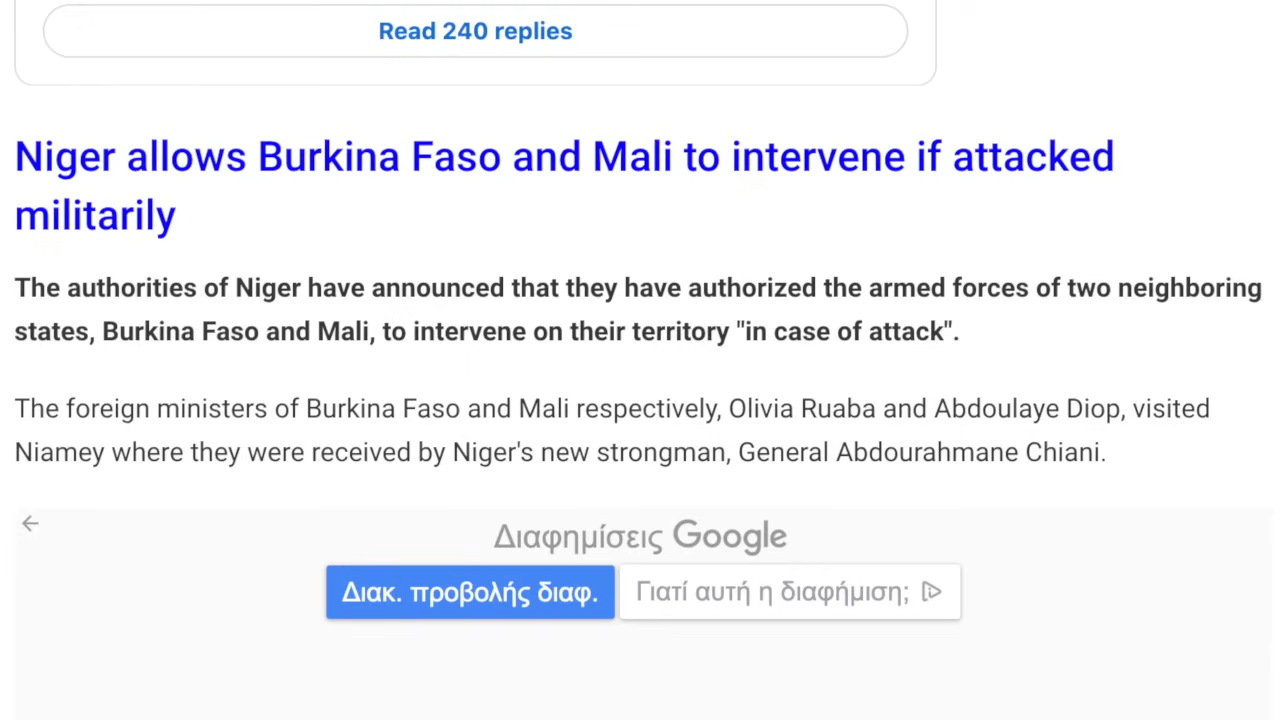 Read 240 replies
Niger allows Burkina Faso and Mali to intervene if attacked
militarily
The authorities of Niger have announced that they have authorized the armed forces of two neighboring
states, Burkina Faso and Mali, to intervene on their territory "in case of attack".
The foreign ministers of Burkina Faso and Mali respectively, Olivia Ruaba and Abdoulaye Diop, visited
Niamey where they were received by Niger's new strongman, General Abdourahmane Chiani.
Διαφημίσεις Google
Διακ. προβολής διαφ.
Γιατί αυτή η διαφήμιση;